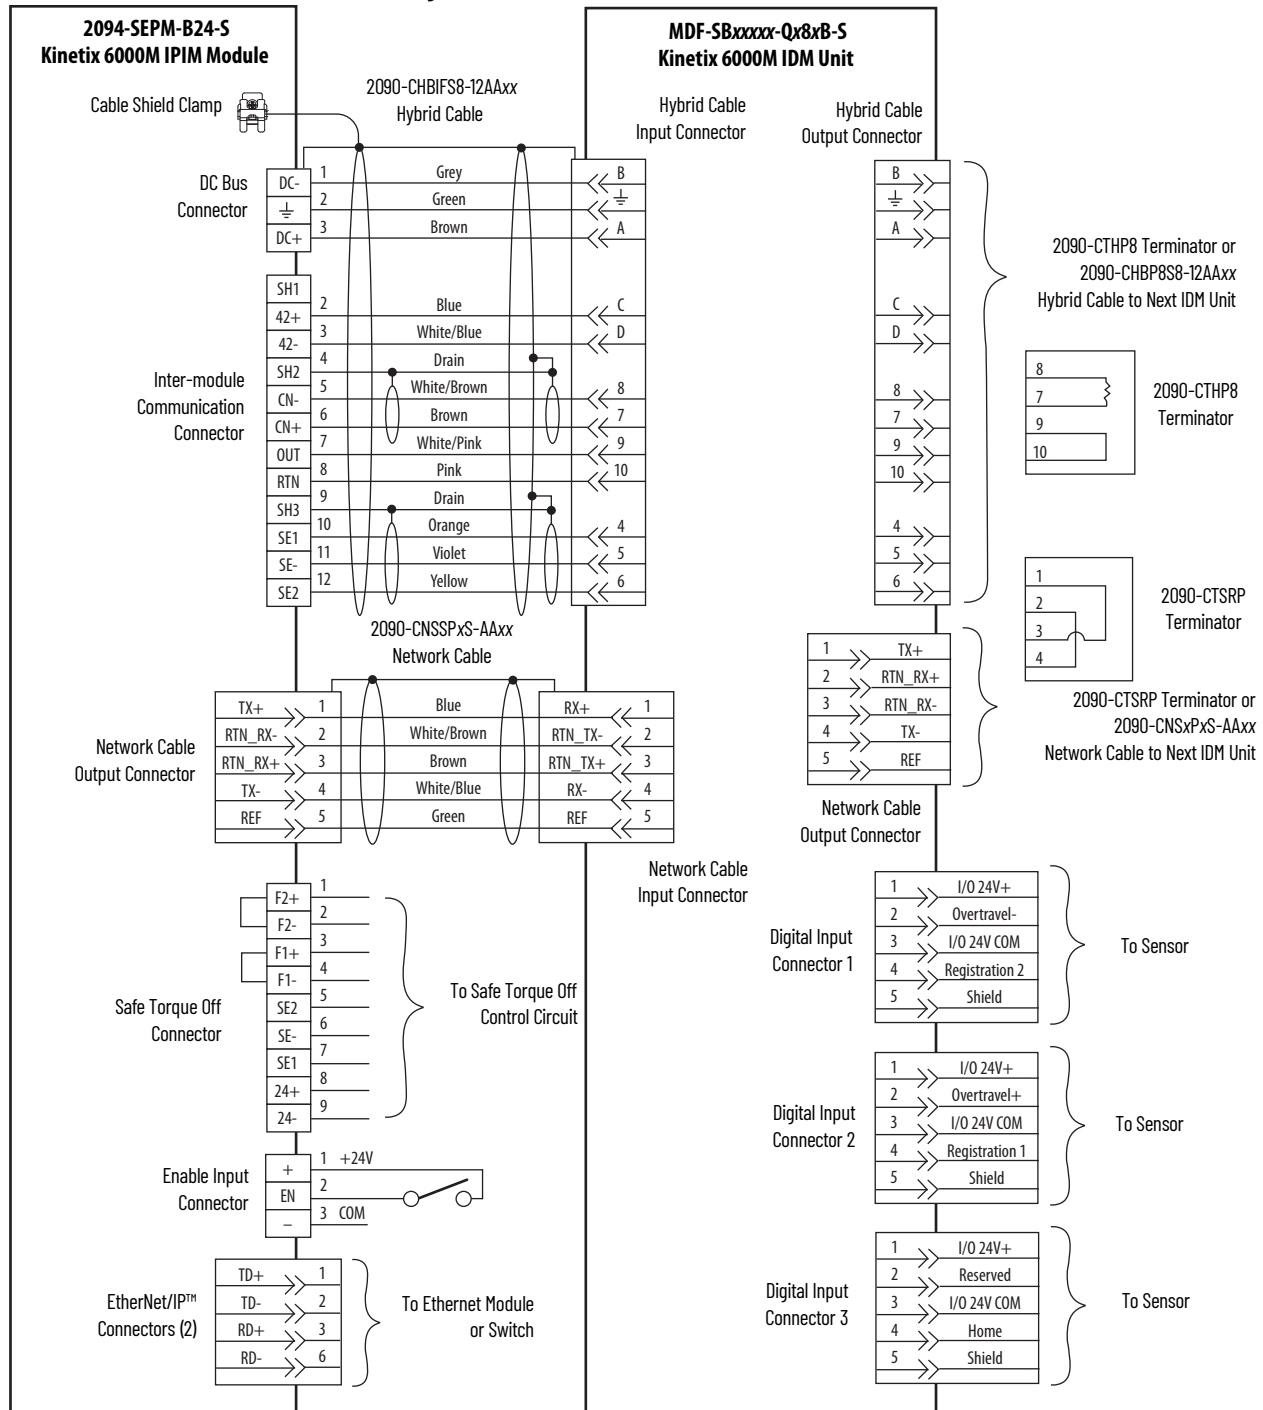 2094-SEPM-B24-S
Kinetix 6000M IPIM Module
MDF-SBxxxxx-Qx8xB-S
Kinetix 6000M IDM Unit
Cable Shield Clamp
2090-CHBIFS8-12AAxx
Hybrid Cable
Hybrid Cable
Input Connector
Hybrid Cable
Output Connector
DC Bus
Connector
DC- 1 Grey B
2 Green
DC+ 3 Brown A
B
A
2090-CTHP8 Terminator or
2090-CHBP8S8-12AAxx
Hybrid Cable to Next IDM Unit
Inter-module
Communication
Connector
SH1
42+ 2 Blue C
42- 3 White/Blue D
SH2 4 Drain
CN- 5 White/Brown 8
CN+ 6 Brown 7
OUT 7 White/Pink 9
RTN 8 Pink 10
SH3 9 Drain
SE1 10 Orange 4
SE- 11 Violet 5
SE2 12 Yellow 6
C
D
8
7
9
10
4
5
6
8
7
9
10
2090-CTHP8
Terminator
1
2
3
4
2090-CTSRP
Terminator
2090-CNSSPxS-AAxx
Network Cable
Network Cable
Output Connector
TX+ 1 Blue RX+ 1
RTN_RX- 2 White/Brown RTN_TX- 2
RTN_RX+ 3 Brown RTN_TX+ 3
TX- 4 White/Blue RX- 4
REF 5 Green REF 5
Network Cable
Input Connector
1 TX+
2 RTN_RX+
3 RTN_RX-
4 TX-
5 REF
2090-CTSRP Terminator or
2090-CNSxPxS-AAxx
Network Cable to Next IDM Unit
Network Cable
Output Connector
Safe Torque Off
Connector
F2+ 1
F2- 2
F1+ 3
F1- 4
SE2 5
SE- 6
SE1 7
24+ 8
24- 9
To Safe Torque Off
Control Circuit
Digital Input
Connector 1
1 I/O 24V+
2 Overtravel-
3 I/O 24V COM
4 Registration 2
5 Shield
To Sensor
Digital Input
Connector 2
1 I/O 24V+
2 Overtravel+
3 I/O 24V COM
4 Registration 1
5 Shield
To Sensor
Enable Input
Connector
+ 1 +24V
EN 2
– 3 COM
EtherNet/IP™
Connectors (2)
TD+ 1
TD- 2
RD+ 3
RD- 6
To Ethernet Module
or Switch
Digital Input
Connector 3
1 I/O 24V+
2 Reserved
3 I/O 24V COM
4 Home
5 Shield
To Sensor